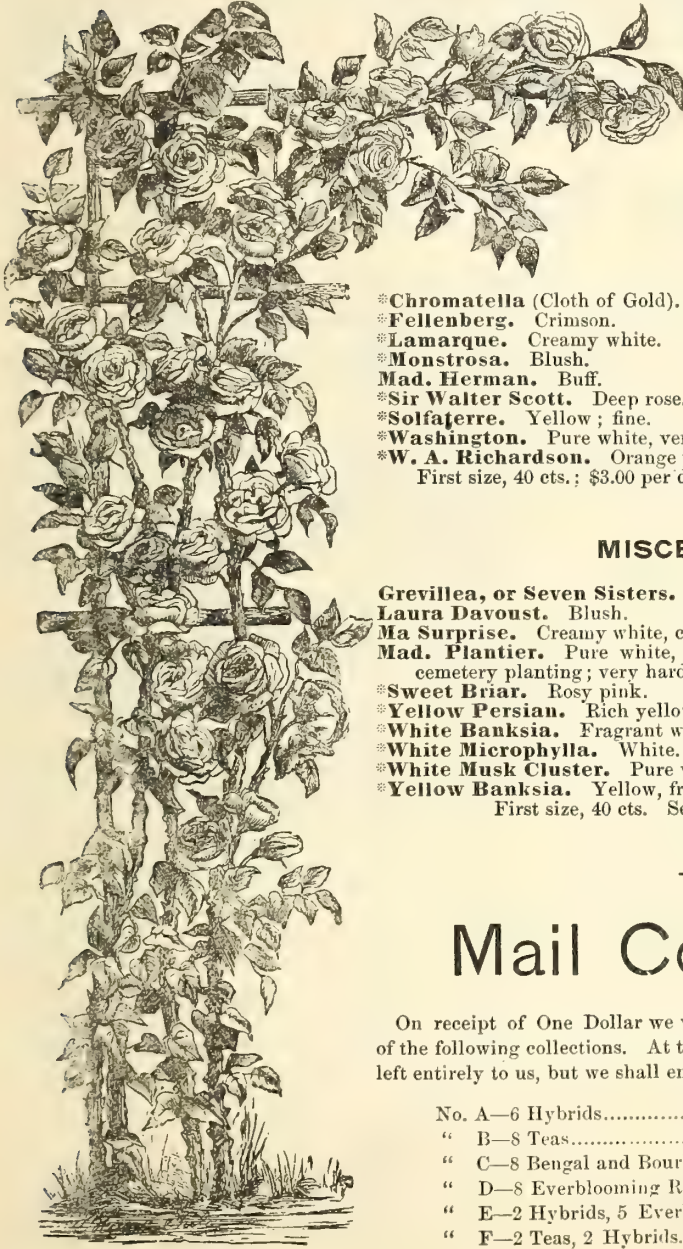 *Chromatella (Cloth of Gold).
*Fellenberg. Crimson.
*Lamarque. Creamy white.
*Monstrosa. Blush.
Mad. Herman. Buff.
*Sir Walter Scott. Deep rose.
*Solfaterre. Yellow; fine.
*Washington. Pure white, ver
*W. A. Richardson. Orange
First size, 40 cts.; $3.00 per d
MISCE
Grevillea, or Seven Sisters.
Laura Davoust. Blush.
Ma Surprise. Creamy white, c
Mad. Plantier. Pure white,
cemetery planting; very hard
*Sweet Briar. Rosy pink.
*Yellow Persian. Rich yello
*White Banksia. Fragrant w
*White Microphylla. White.
*White Musk Cluster. Pure
*Yellow Banksia. Yellow, fr
First size, 40 cts. Se
Mail Co
On receipt of One Dollar we
of the following collections. At t
left entirely to us, but we shall en
No. A—6 Hybrids.............
“ B—8 Teas..................
“ C—8 Bengal and Bour
“ D—8 Everblooming R
“ E—2 Hybrids, 5 Ever
“ F—2 Teas, 2 Hybrids.